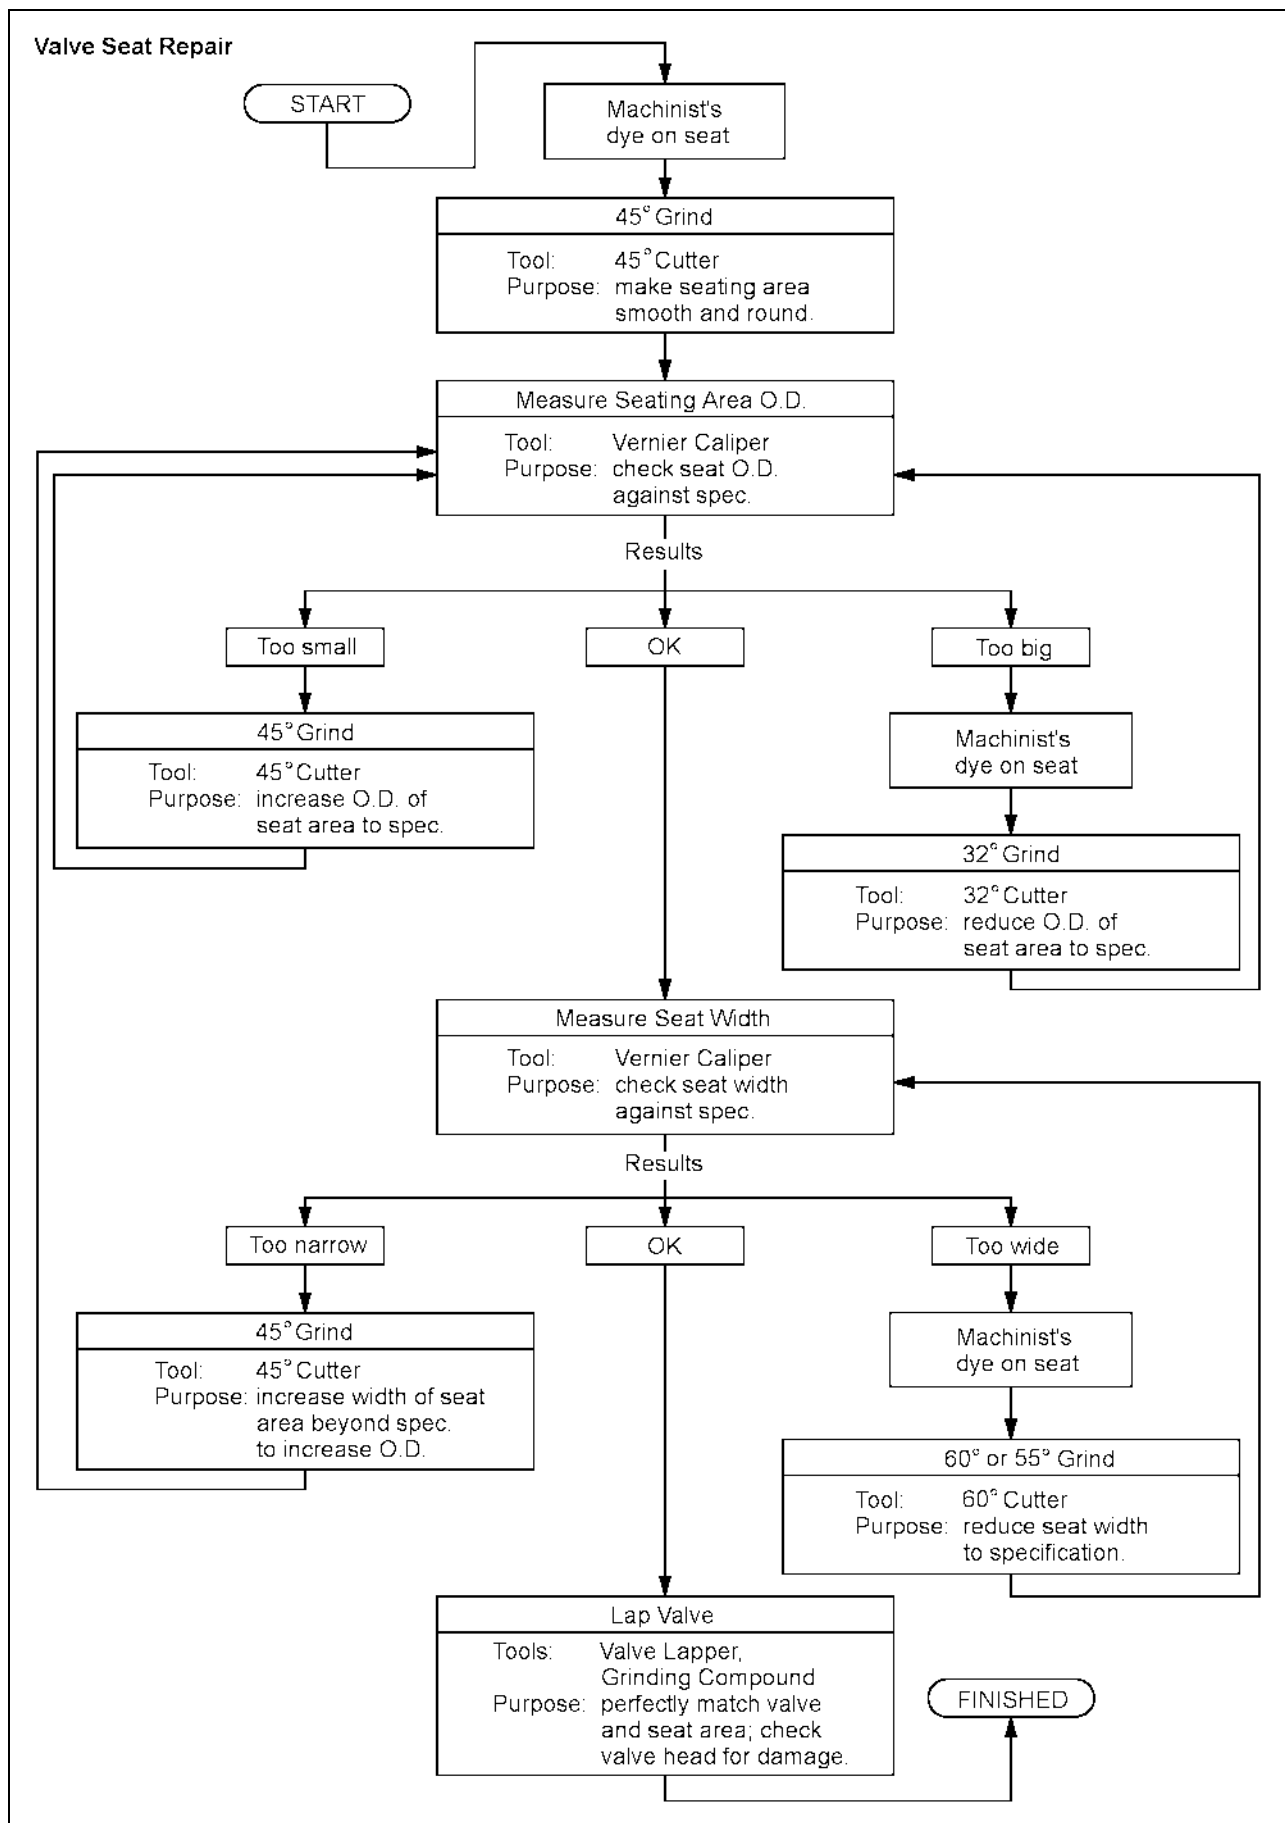 Valve Seat Repair
START
Machinist's
dye on seat
45° Grind
Tool: 45° Cutter
Purpose: make seating area
smooth and round.
Measure Seating Area O.D.
Tool: Vernier Caliper
Purpose: check seat O.D.
against spec.
Results
Too small
OK
Too big
45° Grind
Tool: 45° Cutter
Purpose: increase O.D. of
seat area to spec.
Machinist's
dye on seat
32° Grind
Tool: 32° Cutter
Purpose: reduce O.D. of
seat area to spec.
Measure Seat Width
Tool: Vernier Caliper
Purpose: check seat width
against spec.
Results
Too narrow
OK
Too wide
45° Grind
Tool: 45° Cutter
Purpose: increase width of seat
area beyond spec.
to increase O.D.
Machinist's
dye on seat
60° or 55° Grind
Tool: 60° Cutter
Purpose: reduce seat width
to specification.
Lap Valve
Tools: Valve Lapper,
Grinding Compound
Purpose: perfectly match valve
and seat area; check
valve head for damage.
FINISHED